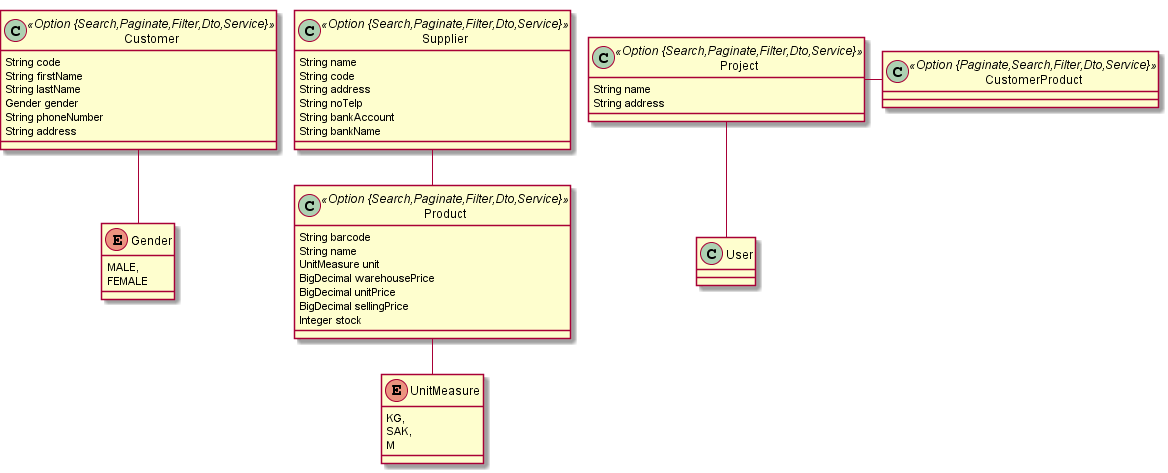 C
«Option {Search,Paginate,Filter,Dto,Service}»
Customer
String code
String firstName
String lastName
Gender gender
String phoneNumber
String address
C
«Option {Search,Paginate,Filter,Dto,Service}»
Supplier
String name
String code
String address
String noTelp
String bankAccount
String bankName
C
«Option {Search,Paginate,Filter,Dto,Service}»
Project
String name
String address
C
«Option {Paginate,Search,Filter,Dto,Service}»
CustomerProduct
E
Gender
MALE,
FEMALE
C
«Option {Search,Paginate,Filter,Dto,Service}»
Product
String barcode
String name
UnitMeasure unit
BigDecimal warehousePrice
BigDecimal unitPrice
BigDecimal sellingPrice
Integer stock
C
User
E
UnitMeasure
KG,
SAK,
M